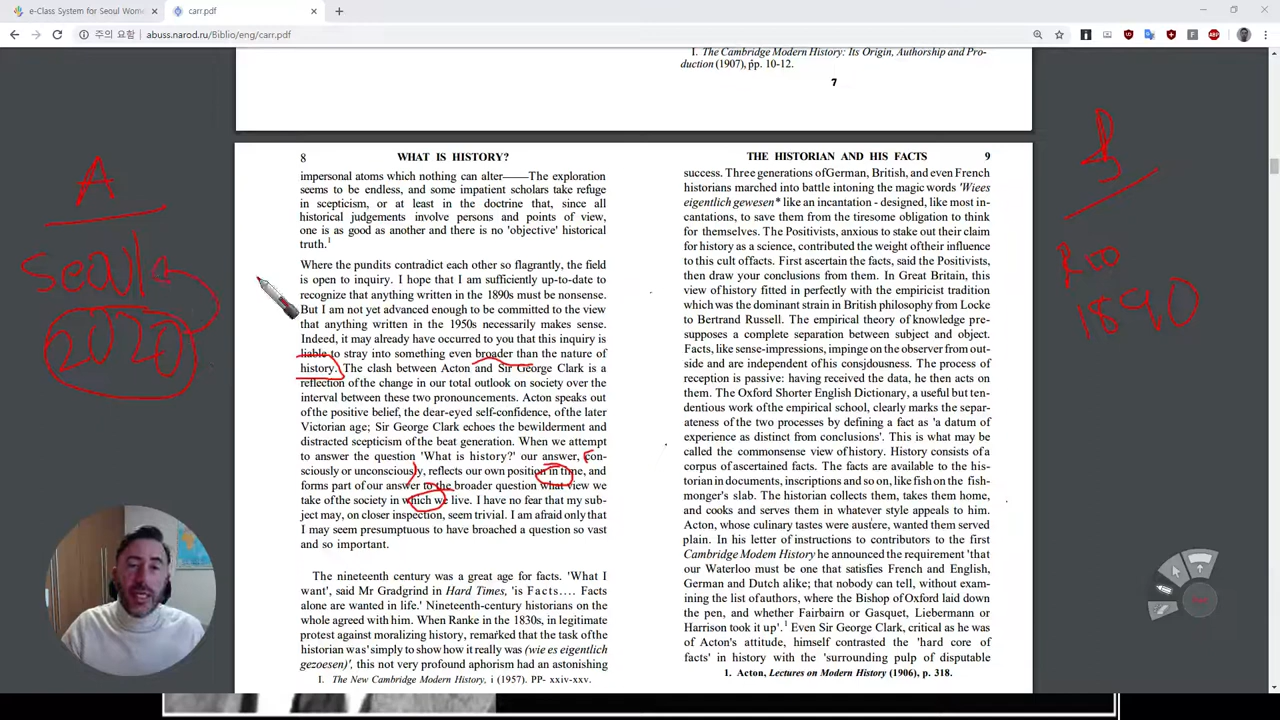 e-Class System for Seoul Wome
carr.pdf
주의 요함
abuss.narod.ru/Biblio/eng/carr.pdf
I. The Cambridge Modern History: Its Origin, Authorship and Pro-
duction (1907), pp. 10-12.
7
8
WHAT IS HISTORY?
impersonal atoms which nothing can alter——The exploration
seems to be endless, and some impatient scholars take refuge
in scepticism, or at least in the doctrine that, since all
historical judgements involve persons and points of view,
one is as good as another and there is no 'objective' historical
truth.¹
Where the pundits contradict each other so flagrantly, the field
is open to inquiry. I hope that I am sufficiently up-to-date to
recognize that anything written in the 1890s must be nonsense.
But I am not yet advanced enough to be committed to the view
that anything written in the 1950s necessarily makes sense.
Indeed, it may already have occurred to you that this inquiry is
liable to stray into something even broader than the nature of
history. The clash between Acton and Sir George Clark is a
reflection of the change in our total outlook on society over the
interval between these two pronouncements. Acton speaks out
of the positive belief, the dear-eyed self-confidence, of the later
Victorian age; Sir George Clark echoes the bewilderment and
distracted scepticism of the beat generation. When we attempt
to answer the question 'What is history?' our answer, con-
sciously or unconsciously, reflects our own position in time, and
forms part of our answer to the broader question what view we
take of the society in which we live. I have no fear that my sub-
ject may, on closer inspection, seem trivial. I am afraid only that
I may seem presumptuous to have broached a question so vast
and so important.
The nineteenth century was a great age for facts. 'What I
want', said Mr Gradgrind in Hard Times, 'is Facts.... Facts
alone are wanted in life.' Nineteenth-century historians on the
whole agreed with him. When Ranke in the 1830s, in legitimate
protest against moralizing history, remarked that the task of the
historian was 'simply to show how it really was (wie es eigentlich
gezoesen)', this not very profound aphorism had an astonishing
I. The New Cambridge Modern History, i (1957). PP- xxiv-xxv.
THE HISTORIAN AND HIS FACTS
9
success. Three generations of German, British, and even French
historians marched into battle intoning the magic words 'Wiees
eigentlich gewesen* like an incantation - designed, like most in-
cantations, to save them from the tiresome obligation to think
for themselves. The Positivists, anxious to stake out their claim
for history as a science, contributed the weight of their influence
to this cult of facts. First ascertain the facts, said the Positivists,
then draw your conclusions from them. In Great Britain, this
view of history fitted in perfectly with the empiricist tradition
which was the dominant strain in British philosophy from Locke
to Bertrand Russell. The empirical theory of knowledge pre-
supposes a complete separation between subject and object.
Facts, like sense-impressions, impinge on the observer from out-
side and are independent of his consjdousness. The process of
reception is passive: having received the data, he then acts on
them. The Oxford Shorter English Dictionary, a useful but ten-
dentious work of the empirical school, clearly marks the separ-
ateness of the two processes by defining a fact as 'a datum of
experience as distinct from conclusions'. This is what may be
called the commonsense view of history. History consists of a
corpus of ascertained facts. The facts are available to the his-
torian in documents, inscriptions and so on, like fish on the fish-
monger's slab. The historian collects them, takes them home,
and cooks and serves them in whatever style appeals to him.
Acton, whose culinary tastes were austere, wanted them served
plain. In his letter of instructions to contributors to the first
Cambridge Modem History he announced the requirement 'that
our Waterloo must be one that satisfies French and English,
German and Dutch alike; that nobody can tell, without exam-
ining the list of authors, where the Bishop of Oxford laid down
the pen, and whether Fairbairn or Gasquet, Liebermann or
Harrison took it up'.¹ Even Sir George Clark, critical as he was
of Acton's attitude, himself contrasted the 'hard core of
facts' in history with the 'surrounding pulp of disputable
1. Acton, Lectures on Modern History (1906), p. 318.
A
Seoul
2020
B
Rio
1890